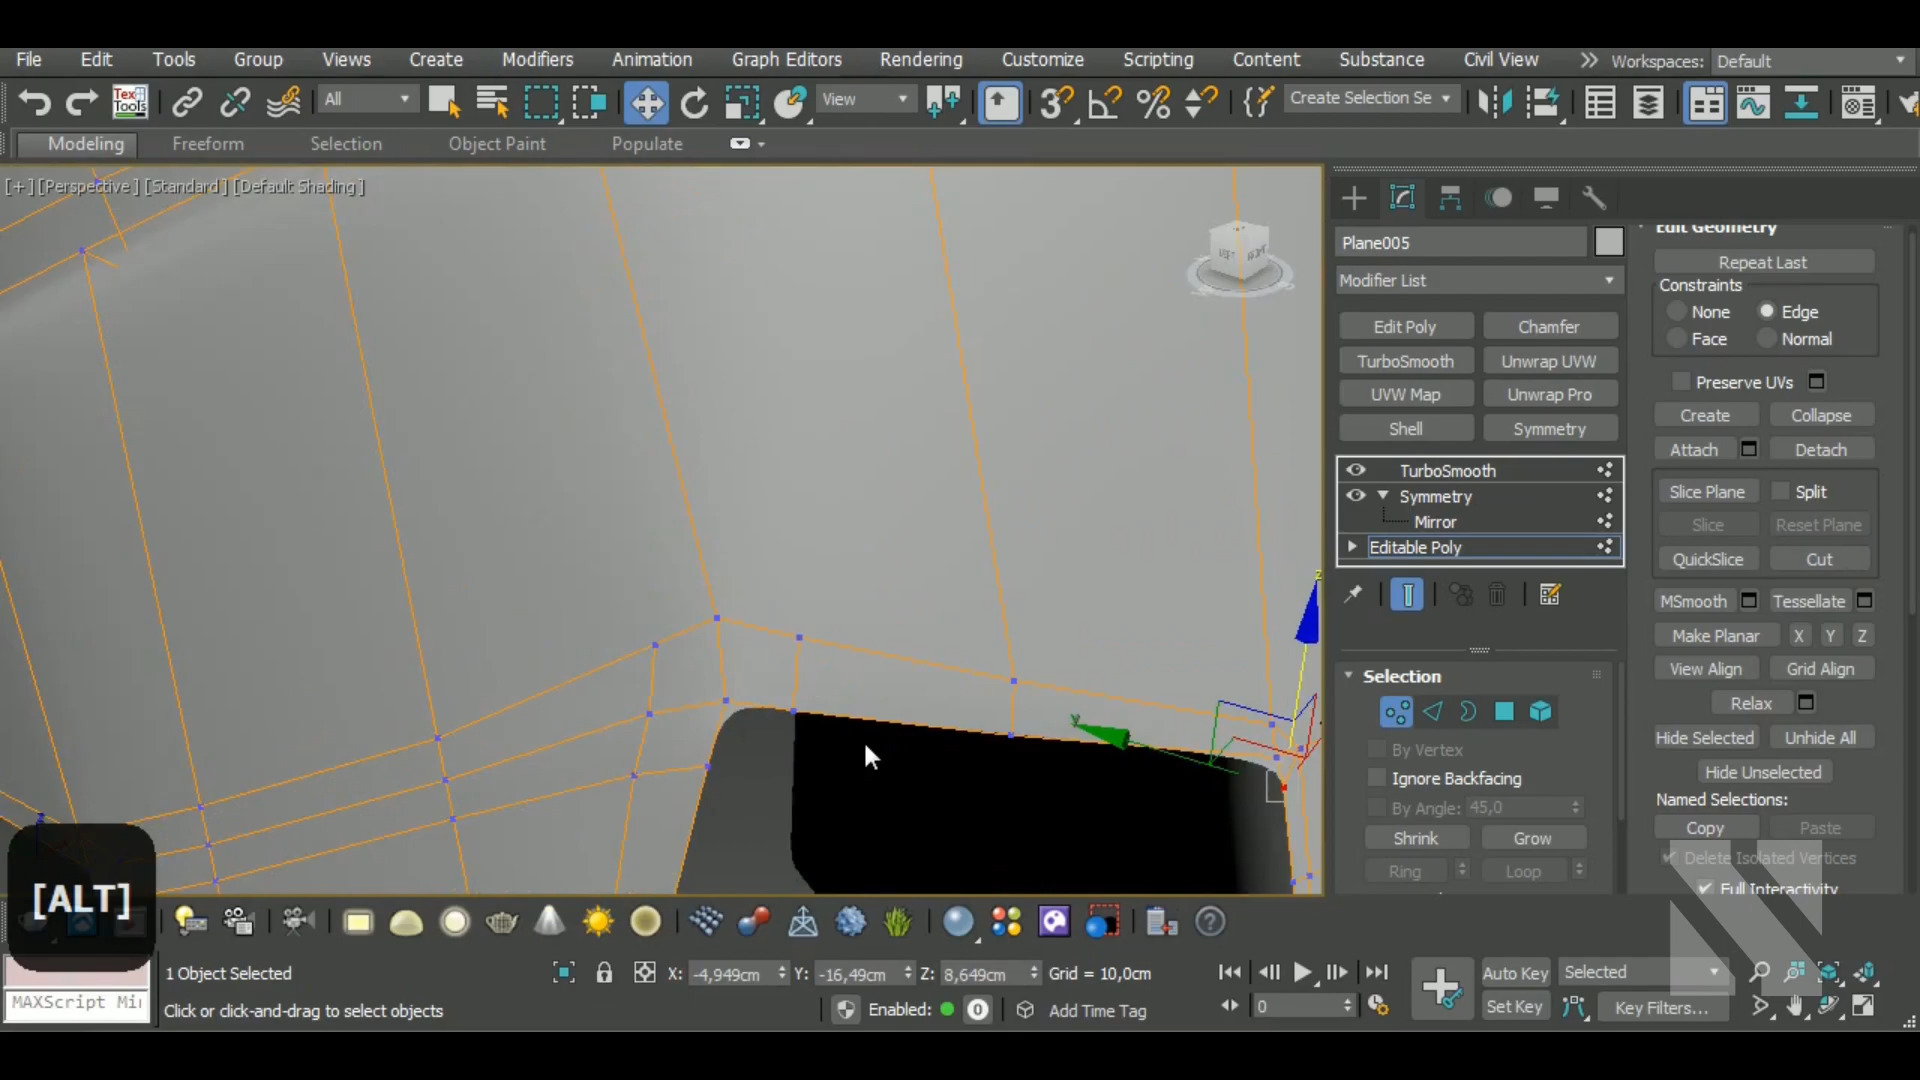 File Edit Tools Group Views Create Modifiers Animation Graph Editors Rendering Customize Scripting Content Substance Civil View Workspaces: Default
Tex Tools All View Create Selection Se
Modeling Freeform Selection Object Paint Populate
[+] [Perspective] [Standard] [Default Shading]
Plane005
Modifier List
Edit Poly Chamfer
TurboSmooth Unwrap UVW
UVW Map Unwrap Pro
Shell Symmetry
TurboSmooth
Symmetry
Mirror
Editable Poly
Selection
By Vertex
Ignore Backfacing
By Angle: 45,0
Shrink Grow
Ring Loop
Edit Geometry
Repeat Last
Constraints
None Edge
Face Normal
Preserve UVs
Create Collapse
Attach Detach
Slice Plane Split
Slice Reset Plane
QuickSlice Cut
MSmooth Tessellate
Make Planar X Y Z
View Align Grid Align
Relax
Hide Selected Unhide All
Hide Unselected
Named Selections:
Copy Paste
Delete Isolated Vertices
Full Interactivity
z
y
[ALT]
1 Object Selected X: -4,949cm Y: -16,49cm Z: 8,649cm Grid = 10,0cm Auto Key Selected
MAXScript Mi Click or click-and-drag to select objects Enabled: 0 Add Time Tag 0 Set Key Key Filters...